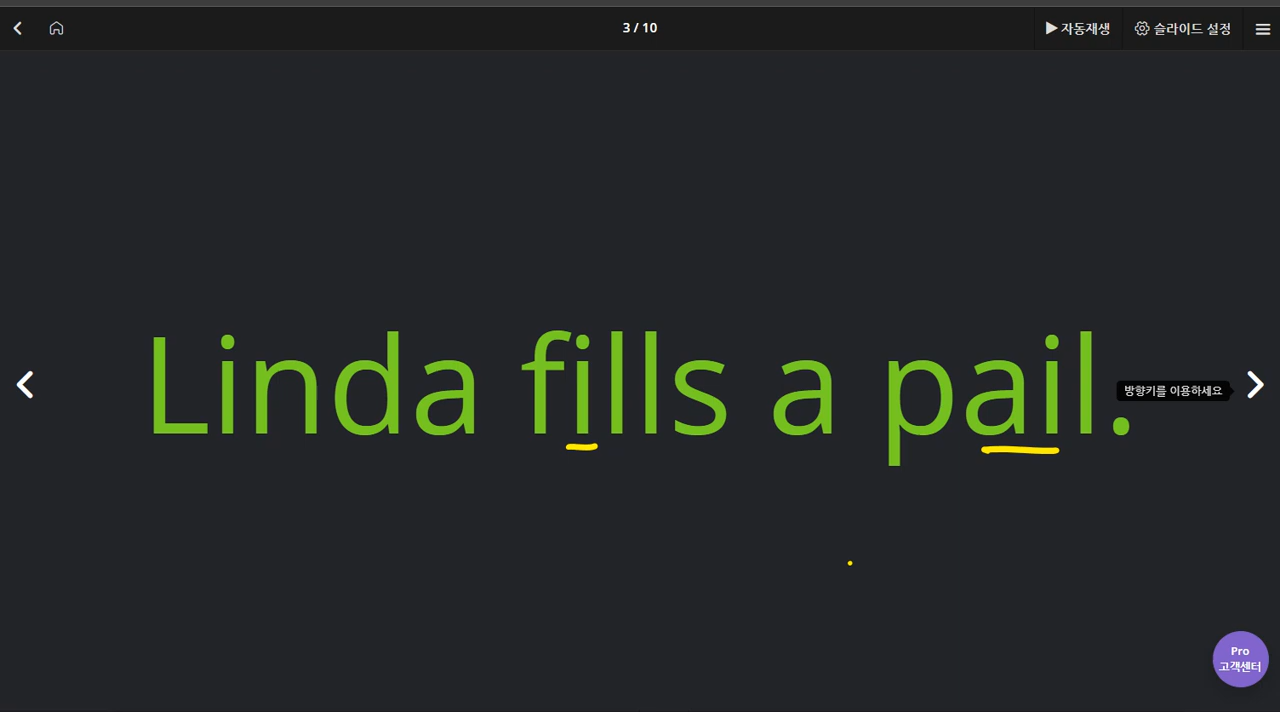 3 / 10
▶ 자동재생
슬라이드 설정
Linda fills a pail.
방향키를 이용하세요
Pro
고객센터